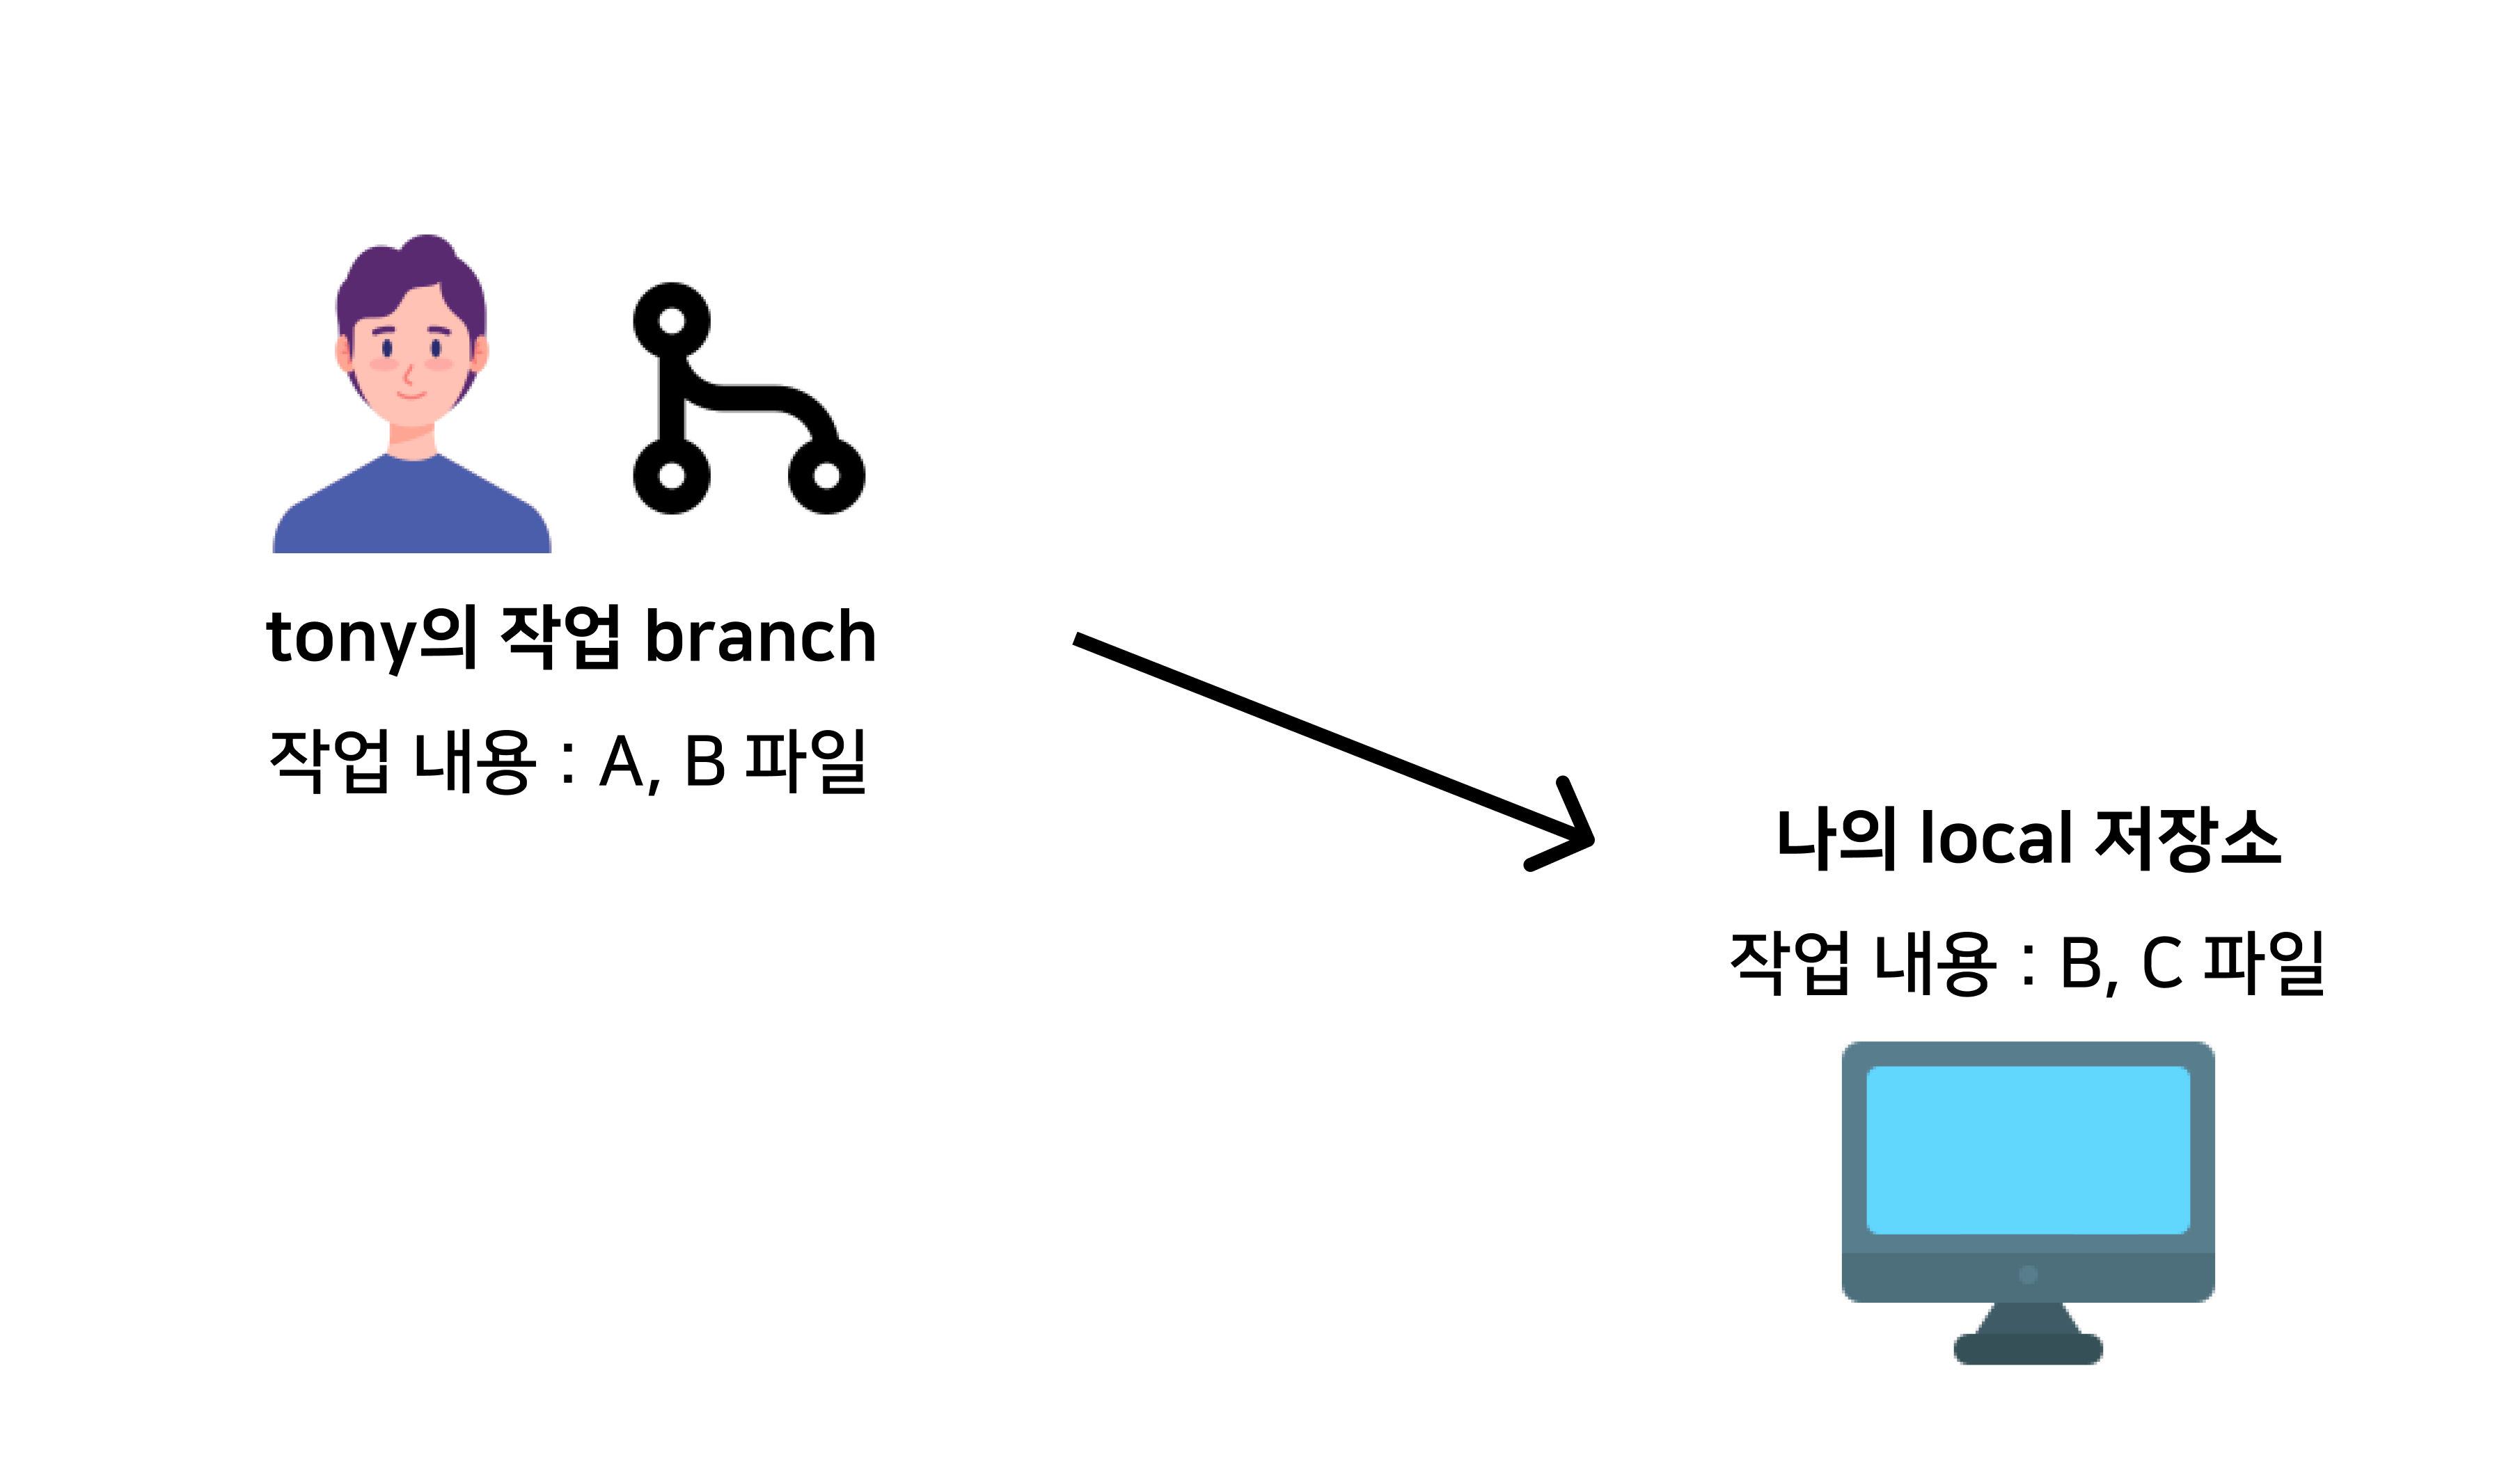 tony의 작업 branch
작업 내용 : A, B 파일
나의 local 저장소
작업 내용 : B, C 파일